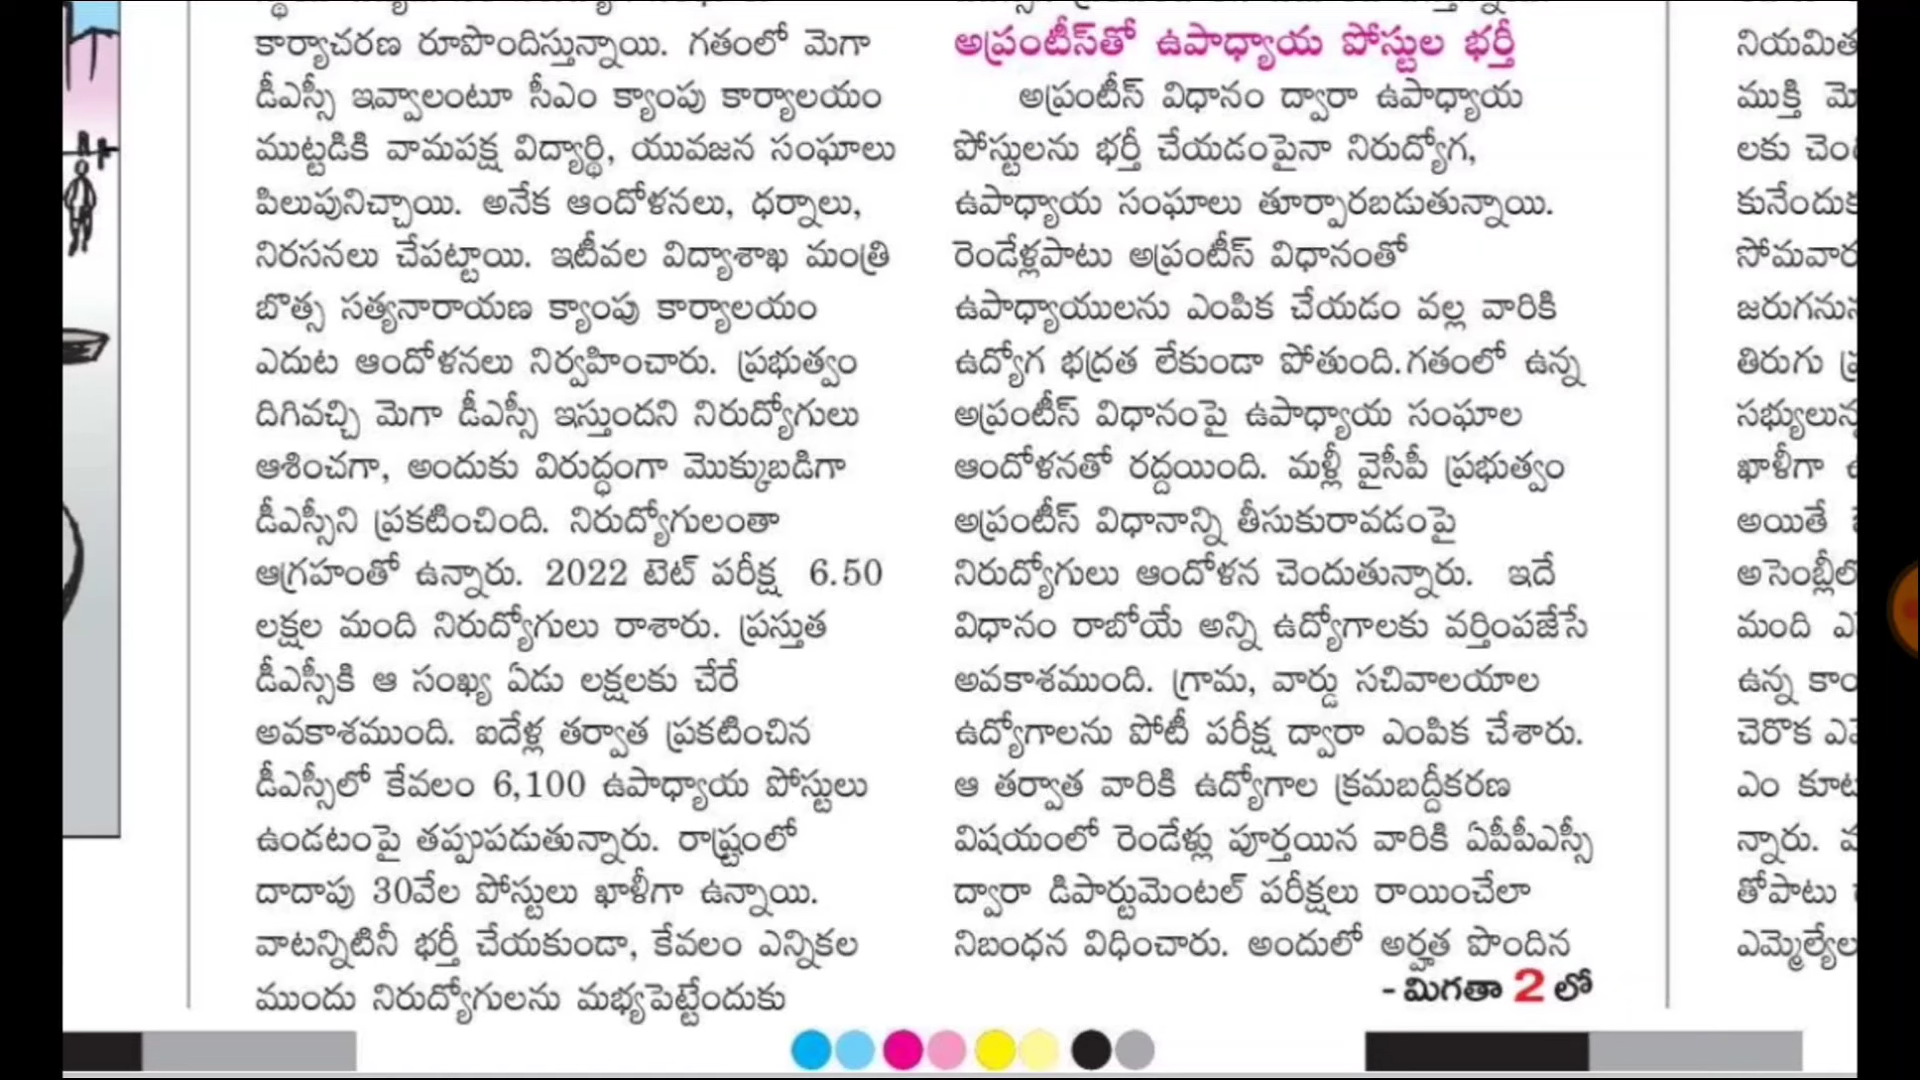 కార్యాచరణ రూపొందిస్తున్నాయి. గతంలో మెగా
డీఎస్సీ ఇవ్వాలంటూ సీఎం క్యాంపు కార్యాలయం
ముట్టడికి వామపక్ష విద్యార్థి, యువజన సంఘాలు
పిలుపునిచ్చాయి. అనేక ఆందోళనలు, ధర్నాలు,
నిరసనలు చేపట్టాయి. ఇటీవల విద్యాశాఖ మంత్రి
బొత్స సత్యనారాయణ క్యాంపు కార్యాలయం
ఎదుట ఆందోళనలు నిర్వహించారు. ప్రభుత్వం
దిగివచ్చి మెగా డీఎస్సీ ఇస్తుందని నిరుద్యోగులు
ఆశించగా, అందుకు విరుద్ధంగా మొక్కుబడిగా
డీఎస్సీని ప్రకటించింది. నిరుద్యోగులంతా
ఆగ్రహంతో ఉన్నారు. 2022 టెట్ పరీక్ష 6.50
లక్షల మంది నిరుద్యోగులు రాశారు. ప్రస్తుత
డీఎస్సీకి ఆ సంఖ్య ఏడు లక్షలకు చేరే
అవకాశముంది. ఐదేళ్ల తర్వాత ప్రకటించిన
డీఎస్సీలో కేవలం 6,100 ఉపాధ్యాయ పోస్టులు
ఉండటంపై తప్పుపడుతున్నారు. రాష్ట్రంలో
దాదాపు 30వేల పోస్టులు ఖాళీగా ఉన్నాయి.
వాటన్నిటినీ భర్తీ చేయకుండా, కేవలం ఎన్నికల
ముందు నిరుద్యోగులను మభ్యపెట్టేందుకు
అప్రంటీస్‌తో ఉపాధ్యాయ పోస్టుల భర్తీ
అప్రంటీస్ విధానం ద్వారా ఉపాధ్యాయ
పోస్టులను భర్తీ చేయడంపైనా నిరుద్యోగ,
ఉపాధ్యాయ సంఘాలు తూర్పారబడుతున్నాయి.
రెండేళ్లపాటు అప్రంటీస్ విధానంతో
ఉపాధ్యాయులను ఎంపిక చేయడం వల్ల వారికి
ఉద్యోగ భద్రత లేకుండా పోతుంది.గతంలో ఉన్న
అప్రంటీస్ విధానంపై ఉపాధ్యాయ సంఘాల
ఆందోళనతో రద్దయింది. మళ్లీ వైసీపీ ప్రభుత్వం
అప్రంటీస్ విధానాన్ని తీసుకురావడంపై
నిరుద్యోగులు ఆందోళన చెందుతున్నారు. ఇదే
విధానం రాబోయే అన్ని ఉద్యోగాలకు వర్తింపజేసే
అవకాశముంది. గ్రామ, వార్డు సచివాలయాల
ఉద్యోగాలను పోటీ పరీక్ష ద్వారా ఎంపిక చేశారు.
ఆ తర్వాత వారికి ఉద్యోగాల క్రమబద్దీకరణ
విషయంలో రెండేళ్లు పూర్తయిన వారికి ఏపీపీఎస్సీ
ద్వారా డిపార్టుమెంటల్ పరీక్షలు రాయించేలా
నిబంధన విధించారు. అందులో అర్హత పొందిన
- మిగతా 2 లో
ముక్తి
లకు
తిరుగు
ఖాళీగా
అయితే
మంది
ఉన్న
చెరొక
ఎం
న్నారు.
తోపాటు